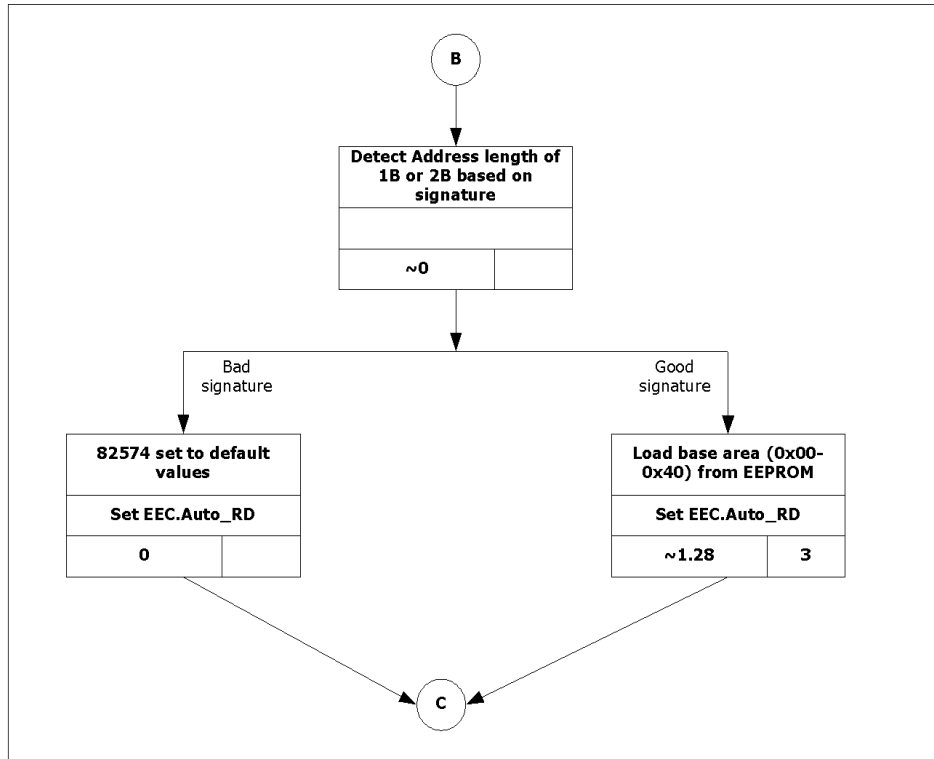 B
Detect Address length of
1B or 2B based on
signature
~0
Bad
signature
Good
signature
82574 set to default
values
Set EEC.Auto_RD
0
Load base area (0x00-
0x40) from EEPROM
Set EEC.Auto_RD
~1.28
3
C